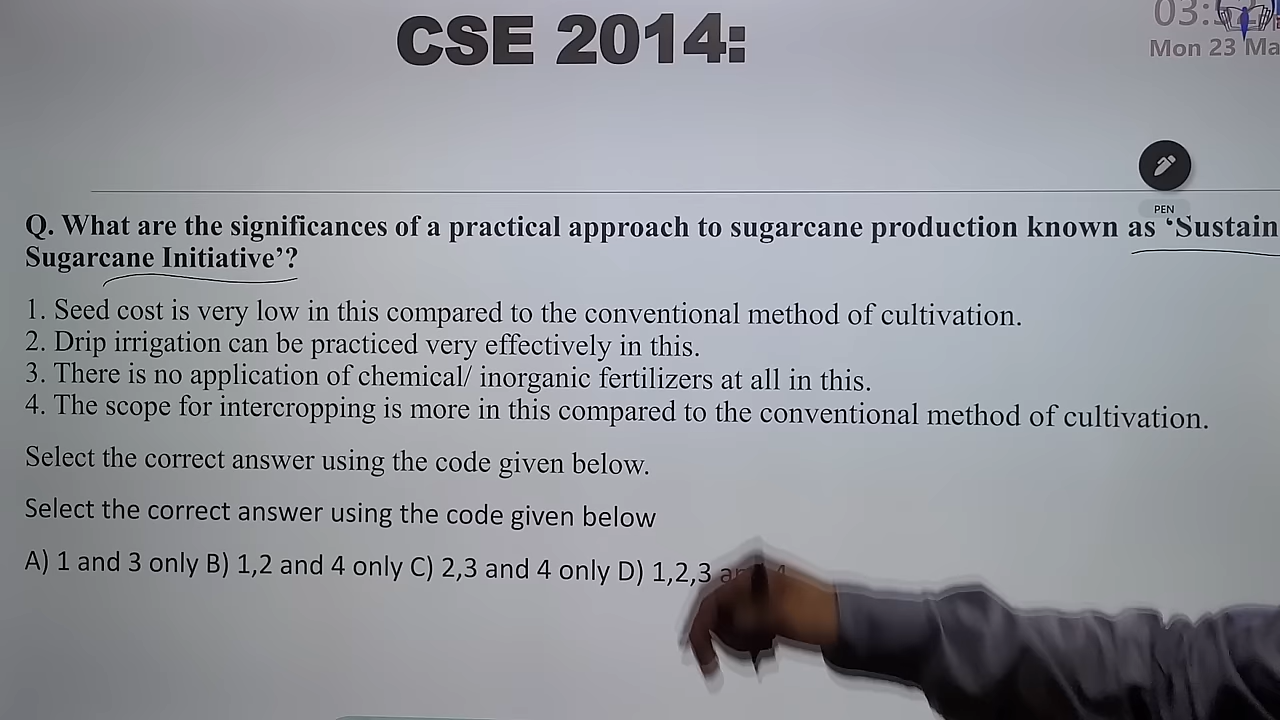 CSE 2014:
03:
Mon 23 Ma
PEN
Q. What are the significances of a practical approach to sugarcane production known as ‘Sustain
Sugarcane Initiative’?
1. Seed cost is very low in this compared to the conventional method of cultivation.
2. Drip irrigation can be practiced very effectively in this.
3. There is no application of chemical/ inorganic fertilizers at all in this.
4. The scope for intercropping is more in this compared to the conventional method of cultivation.
Select the correct answer using the code given below.
Select the correct answer using the code given below
A) 1 and 3 only B) 1,2 and 4 only C) 2,3 and 4 only D) 1,2,3